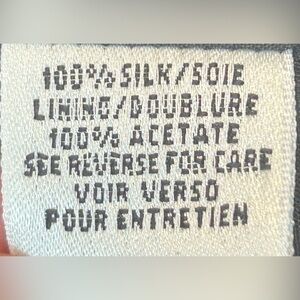 100% SILK/SOIE
LINING/DOUBLURE
100% ACETATE
SEE REVERSE FOR CARE
VOIR VERSO
POUR ENTRETIEN